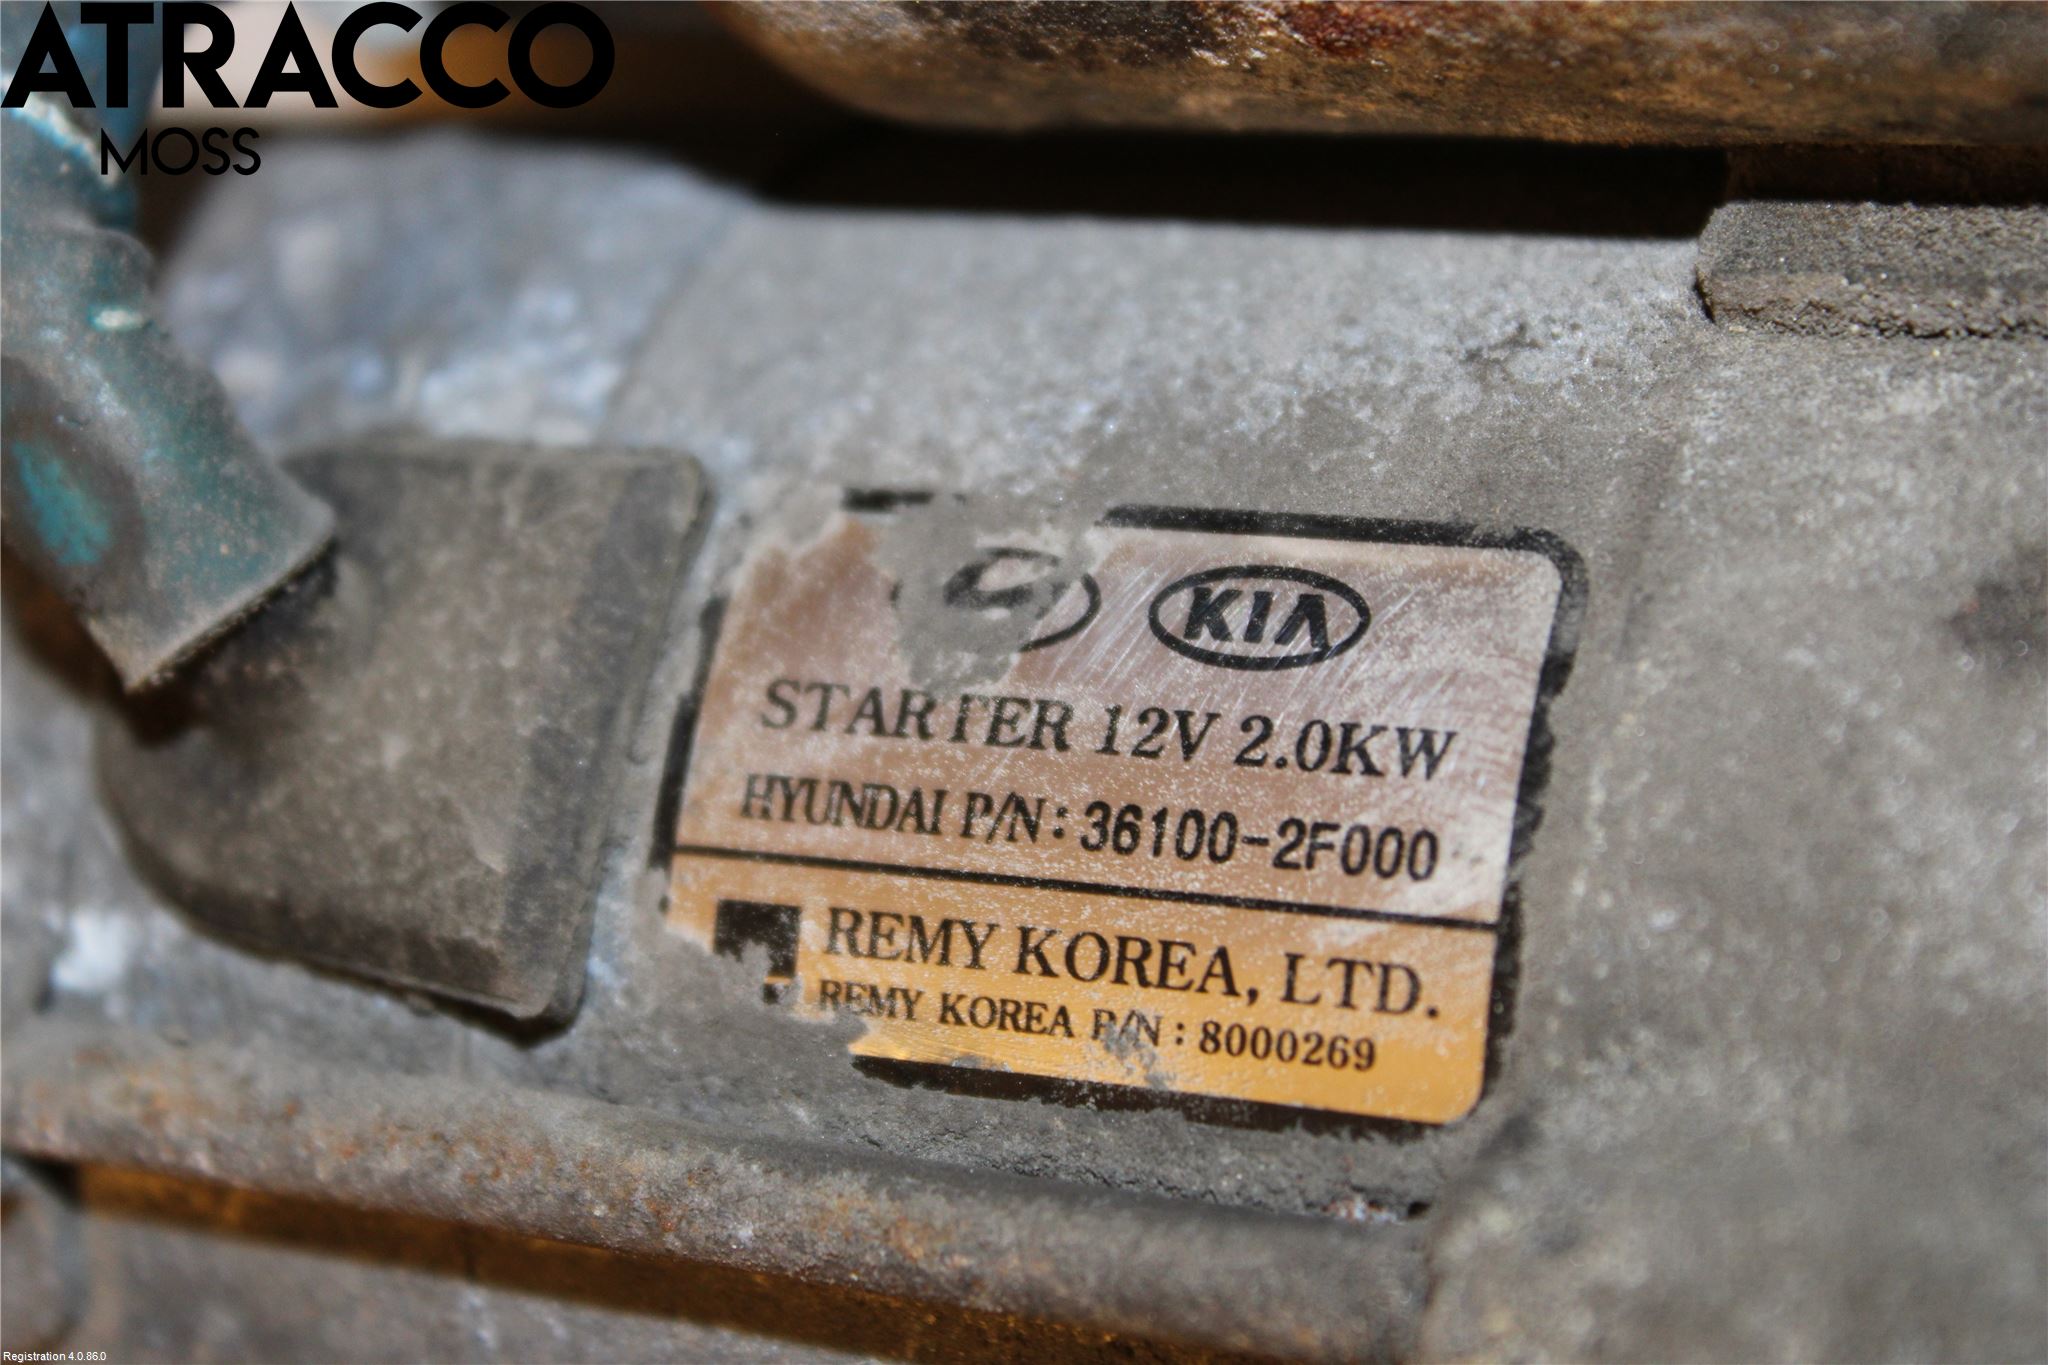 ATRACCO
MOSS
KIA
STARTER 12V 2.0KW
HYUNDAI P/N: 36100-2F000
REMY KOREA, LTD.
REMY KOREA P/N : 8000269
Registration 4.0.86.0